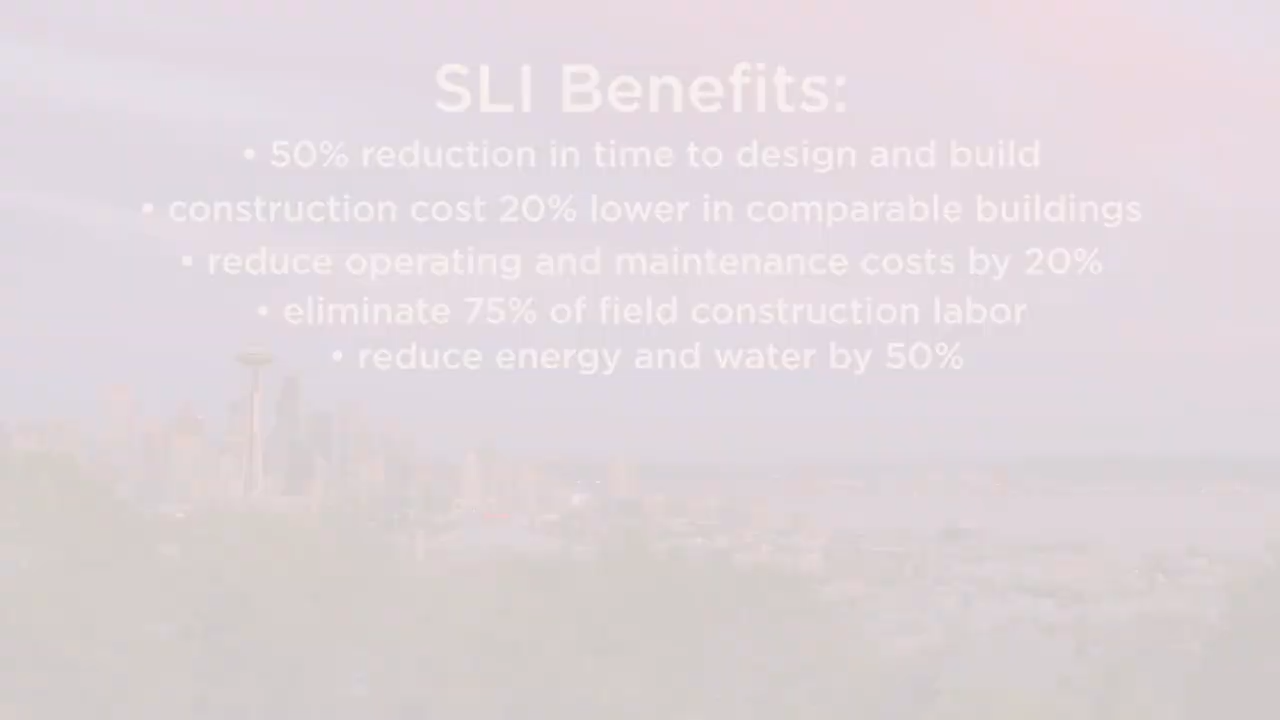 SLI Benefits:
• 50% reduction in time to design and build
• construction cost 20% lower in comparable buildings
• reduce operating and maintenance costs by 20%
• eliminate 75% of field construction labor
• reduce energy and water by 50%